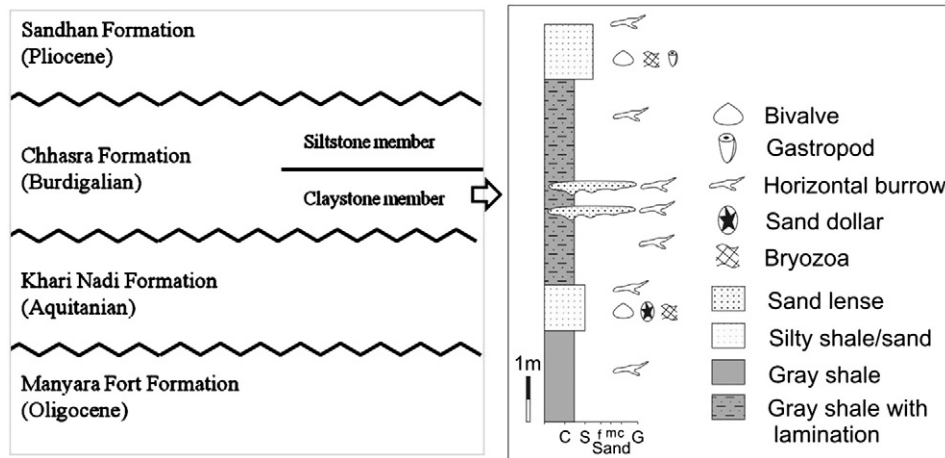 Sandhan Formation
(Pliocene)
Chhasra Formation
(Burdigalian)
Siltstone member
Claystone member
Khari Nadi Formation
(Aquitanian)
Manyara Fort Formation
(Oligocene)
1m
C S f mc G
Sand
Bivalve
Gastropod
Horizontal burrow
Sand dollar
Bryozoa
Sand lense
Silty shale/sand
Gray shale
Gray shale with
lamination